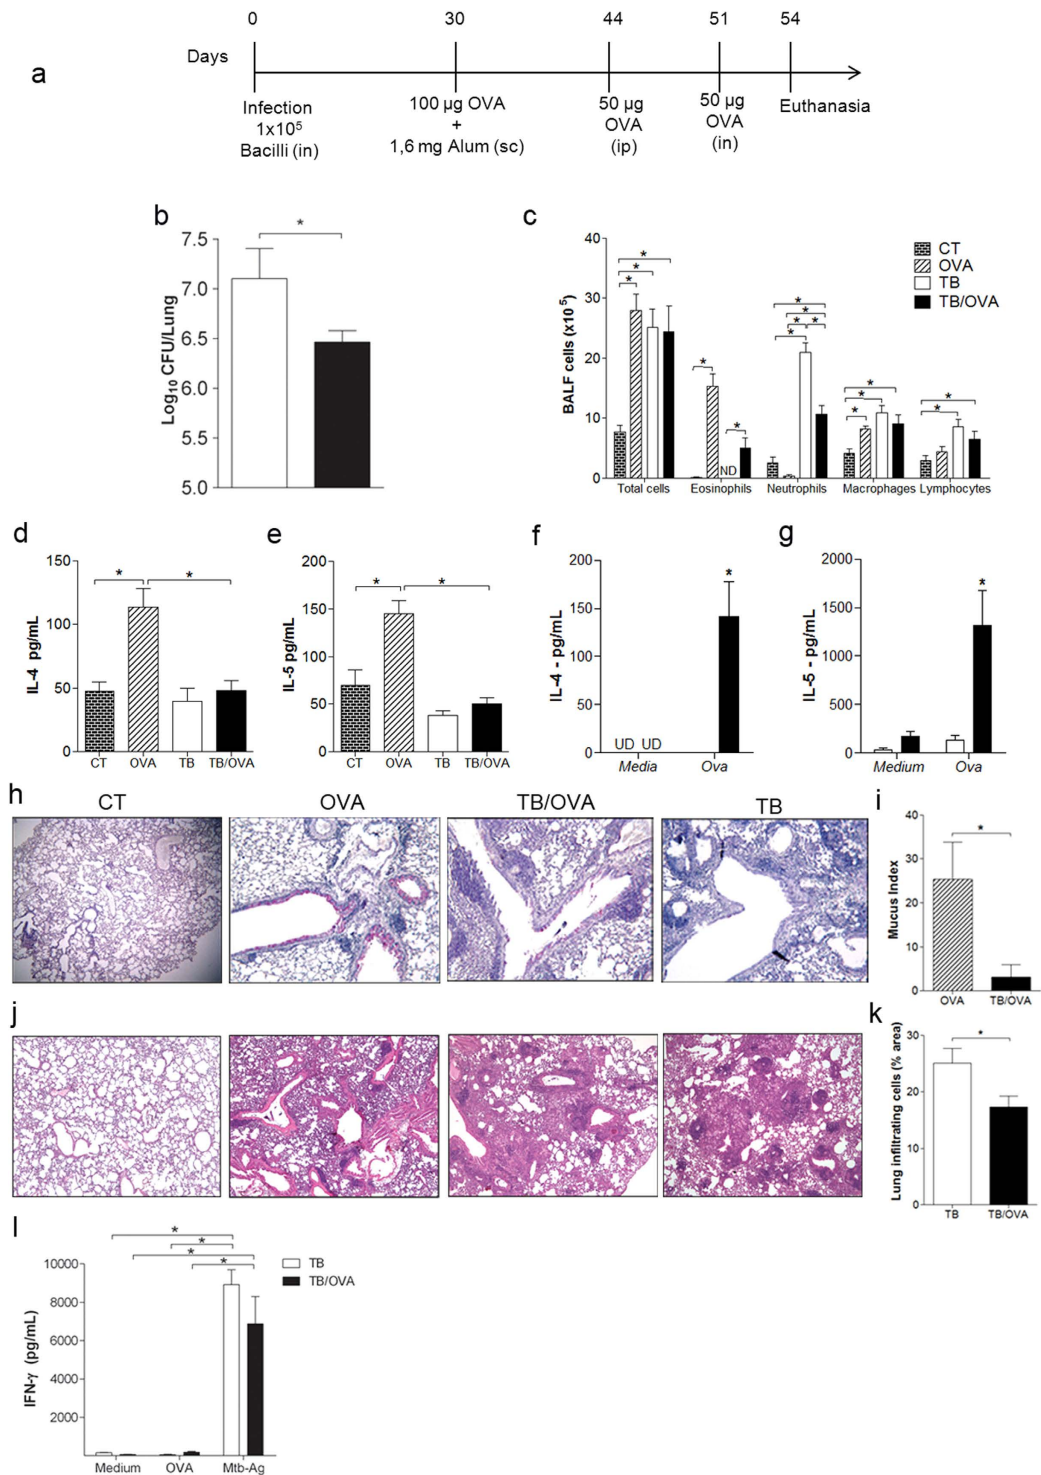 0 30 44 51 54
Days
a
Infection
1x10⁵
Bacilli (in)
100 µg OVA
+
1,6 mg Alum (sc)
50 µg
OVA
(ip)
50 µg
OVA
(in)
Euthanasia
b
*
7.5
7.0
6.5
6.0
5.5
5.0
Log₁₀ CFU/Lung
c
40
30
20
10
0
BALF cells (x10⁵)
* * *
* *
* * * * *
* * *
* *
ND
Total cells Eosinophils Neutrophils Macrophages Lymphocytes
CT
OVA
TB
TB/OVA
d
150
100
50
0
IL-4 pg/mL
* *
CT OVA TB TB/OVA
e
200
150
100
50
0
IL-5 pg/mL
* *
CT OVA TB TB/OVA
f
200
150
100
50
0
IL-4 - pg/mL
*
UD UD
Media Ova
g
2000
1500
1000
500
0
IL-5 - pg/mL
*
Medium Ova
h
CT OVA TB/OVA TB
i
40
30
20
10
0
Mucus Index
*
OVA TB/OVA
j
k
30
20
10
0
Lung infiltrating cells (% area)
*
TB TB/OVA
l
*
*
*
*
10000
8000
6000
4000
2000
IFN-γ (pg/mL)
TB
TB/OVA
Medium OVA Mtb-Ag